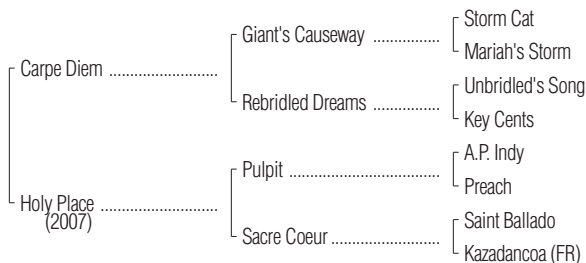 Storm Cat
Giant's Causeway ................
Mariah's Storm
Carpe Diem ..........................
Unbridled's Song
Rebridled Dreams ...............
Key Cents
A.P. Indy
Pulpit ...................................
Preach
Holy Place ............................
(2007)
Saint Ballado
Sacre Coeur .........................
Kazadancoa (FR)